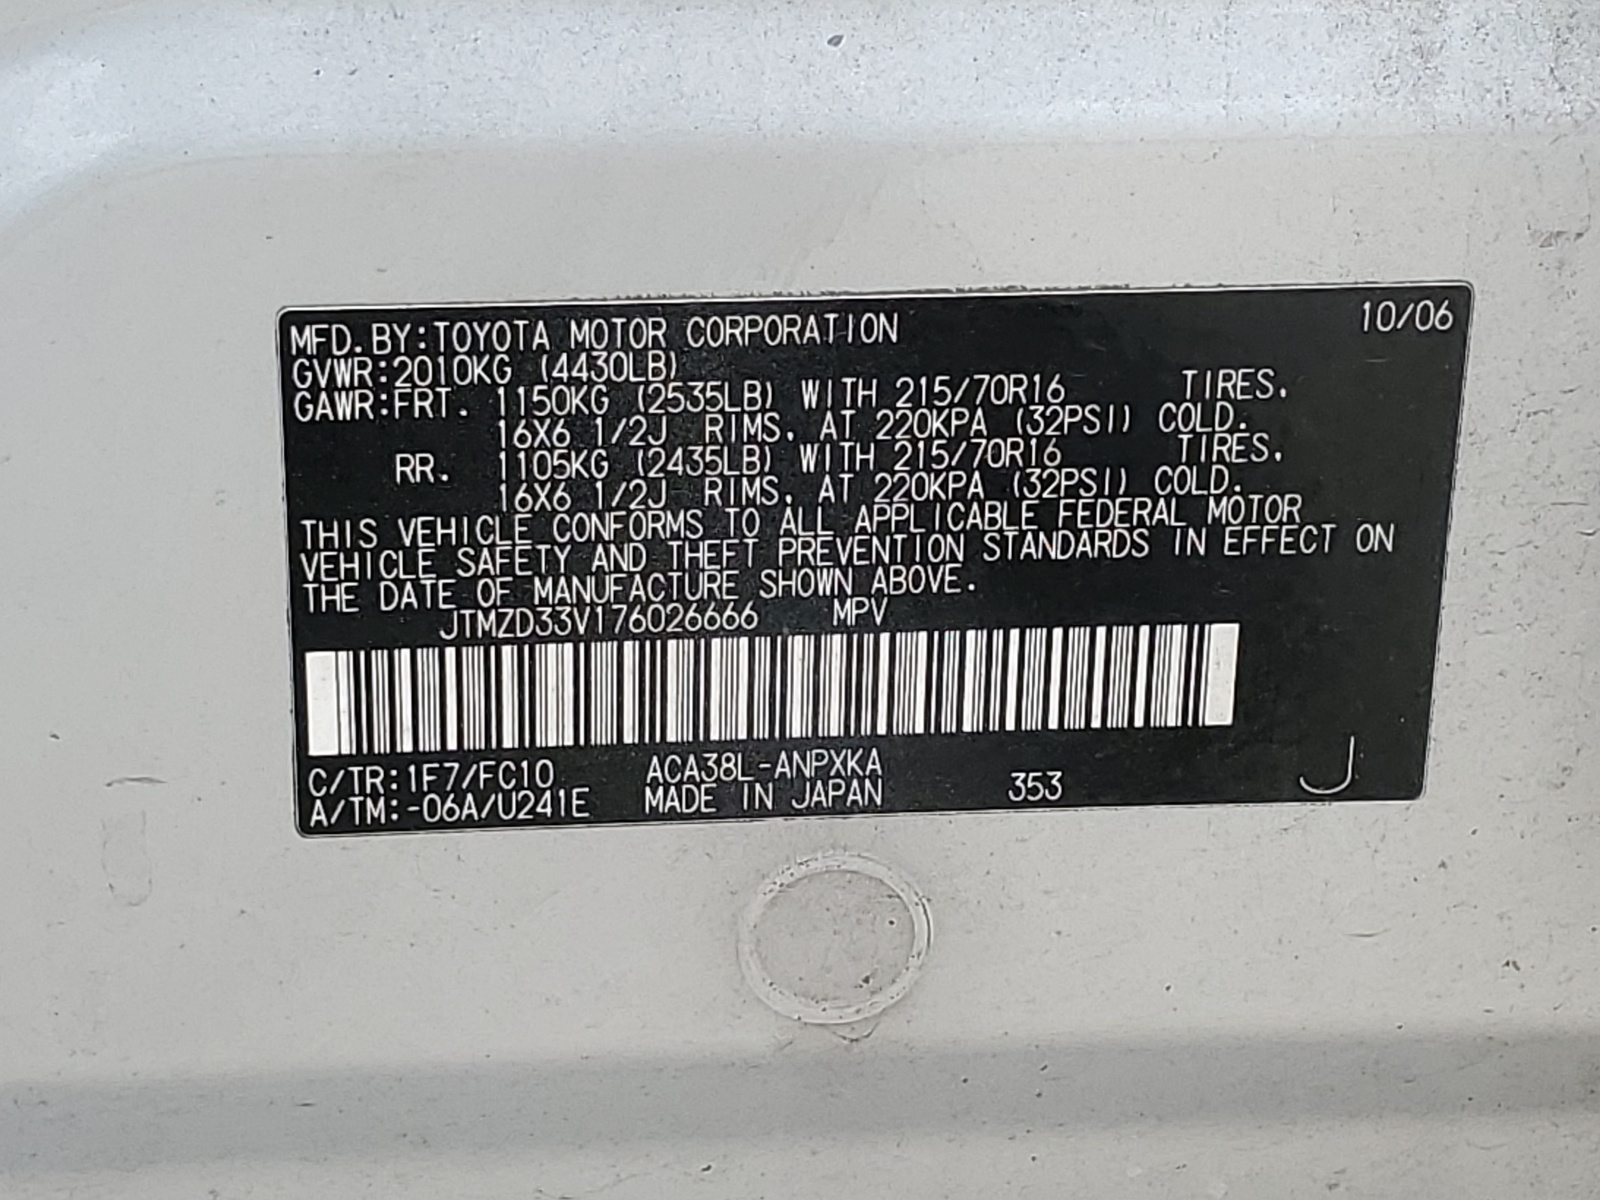 MFD. BY: TOYOTA MOTOR CORPORATION 10/06
GVWR: 2010KG (4430LB)
GAWR: FRT. 1150KG (2535LB) WITH 215/70R16 TIRES.
16X6 1/2J RIMS. AT 220KPA (32PSI) COLD.
RR. 1105KG (2435LB) WITH 215/70R16 TIRES.
16X6 1/2J RIMS. AT 220KPA (32PSI) COLD.
THIS VEHICLE CONFORMS TO ALL APPLICABLE FEDERAL MOTOR
VEHICLE SAFETY AND THEFT PREVENTION STANDARDS IN EFFECT ON
THE DATE OF MANUFACTURE SHOWN ABOVE.
JTMZD33V176026666 MPV
C/TR: 1F7/FC10 ACA38L-ANPXKA
A/TM: -06A/U241E MADE IN JAPAN 353 J